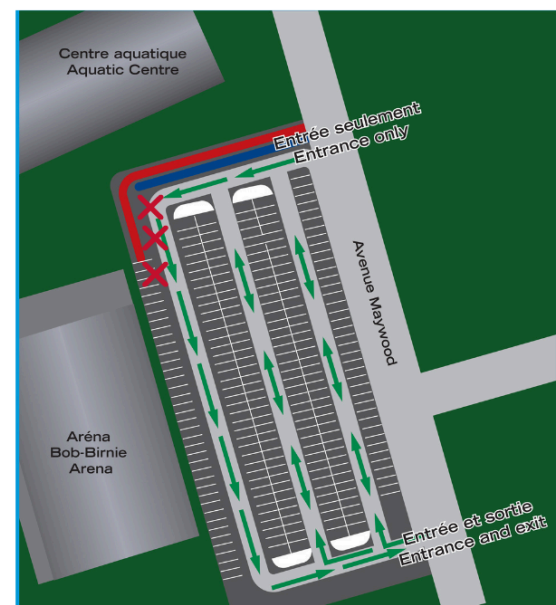 Centre aquatique
Aquatic Centre
Entrée seulement
Entrance only
Avenue Maywood
Aréna
Bob-Birnie
Arena
Entrée et sortie
Entrance and exit